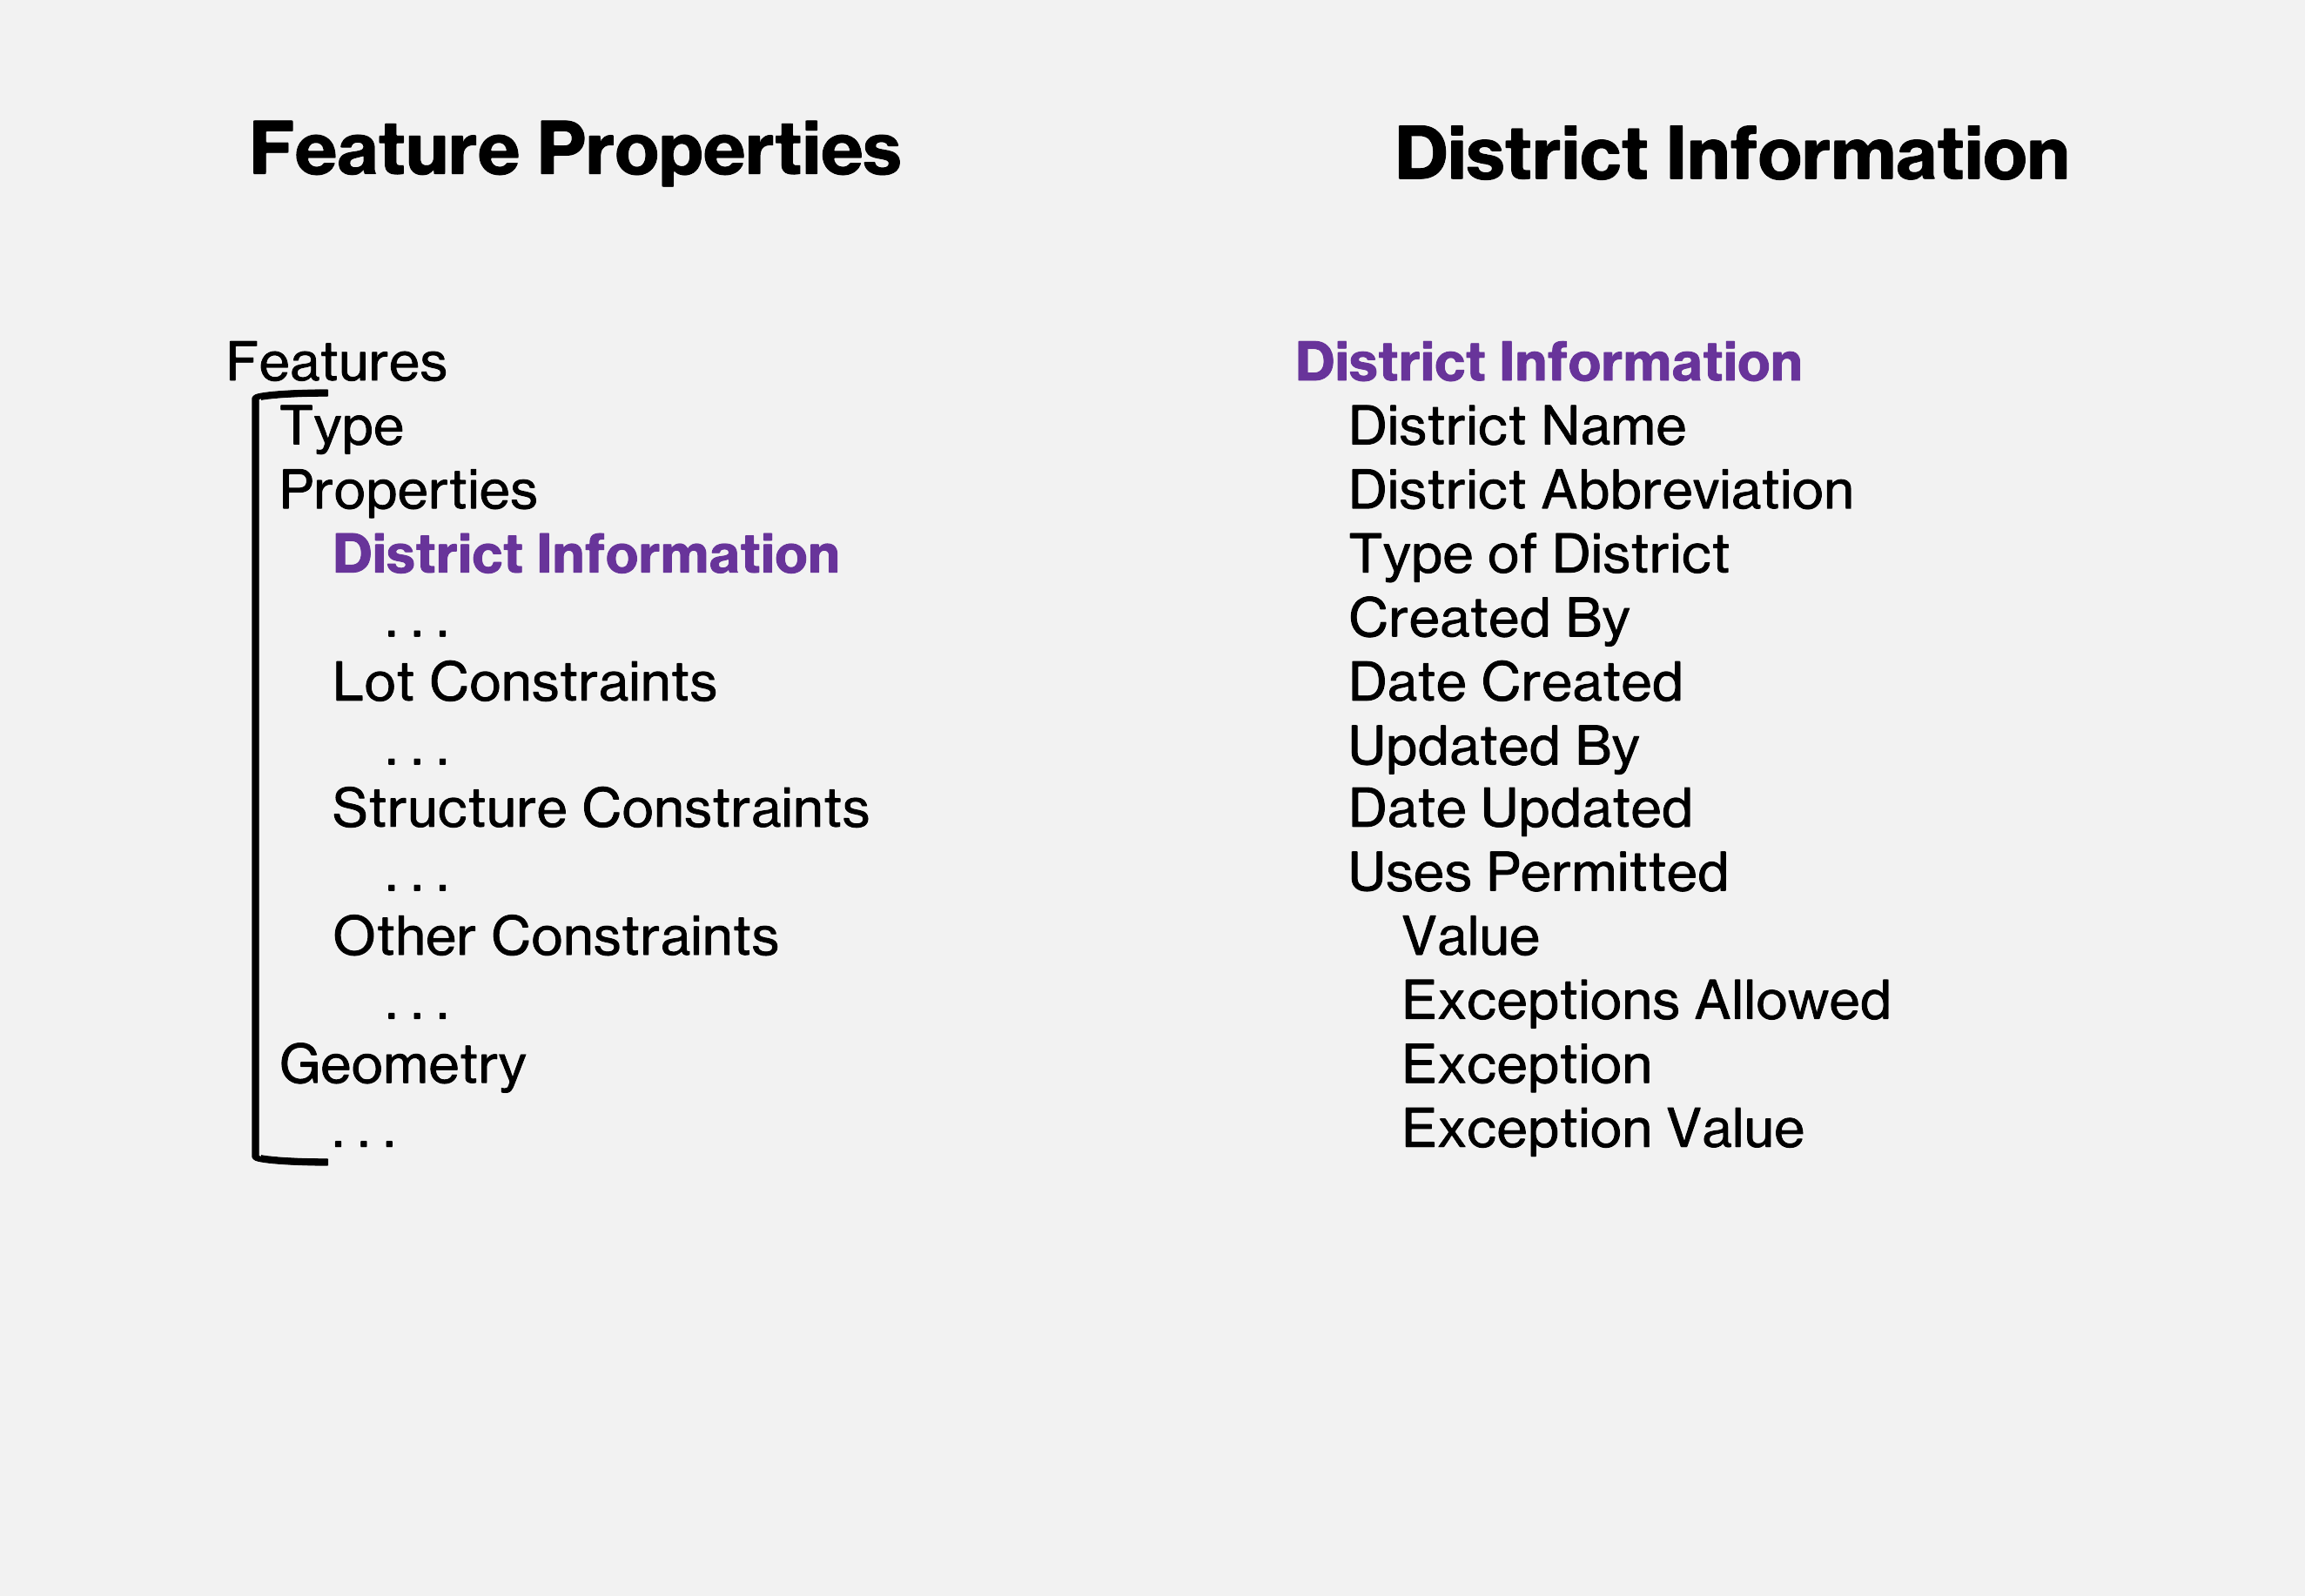 Feature Properties
Features
Type
Properties
District Information
...
Lot Constraints
...
Structure Constraints
...
Other Constraints
...
Geometry
...
District Information
District Information
District Name
District Abbreviation
Type of District
Created By
Date Created
Updated By
Date Updated
Uses Permitted
Value
Exceptions Allowed
Exception
Exception Value